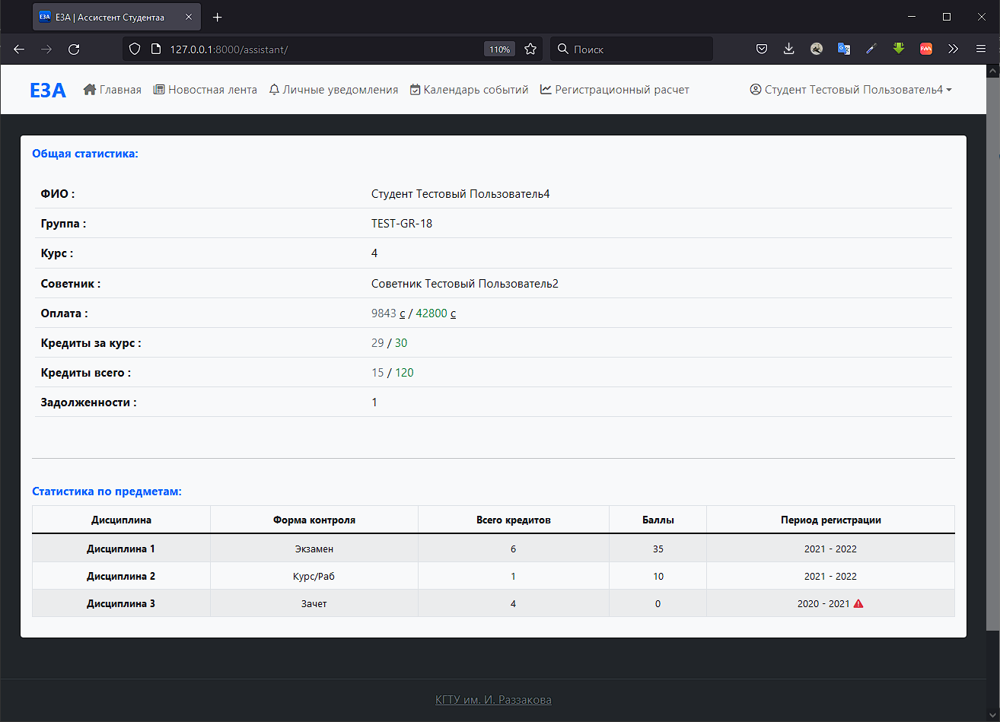 ЕЗА | Ассистент Студентаа
110%
127.0.0.1:8000/assistant/
Поиск
ЕЗА Главная Новостная лента Личные уведомления Календарь событий Регистрационный расчет Студент Тестовый Пользователь4
Общая статистика:
ФИО : Студент Тестовый Пользователь4
Группа : TEST-GR-18
Курс : 4
Советник : Советник Тестовый Пользователь2
Оплата : 9843 с / 42800 с
Кредиты за курс : 29 / 30
Кредиты всего : 15 / 120
Задолженности : 1
Статистика по предметам:
Дисциплина Форма контроля Всего кредитов Баллы Период регистрации
Дисциплина 1 Экзамен 6 35 2021 - 2022
Дисциплина 2 Курс/Раб 1 10 2021 - 2022
Дисциплина 3 Зачет 4 0 2020 - 2021
КГТУ им. И. Раззакова